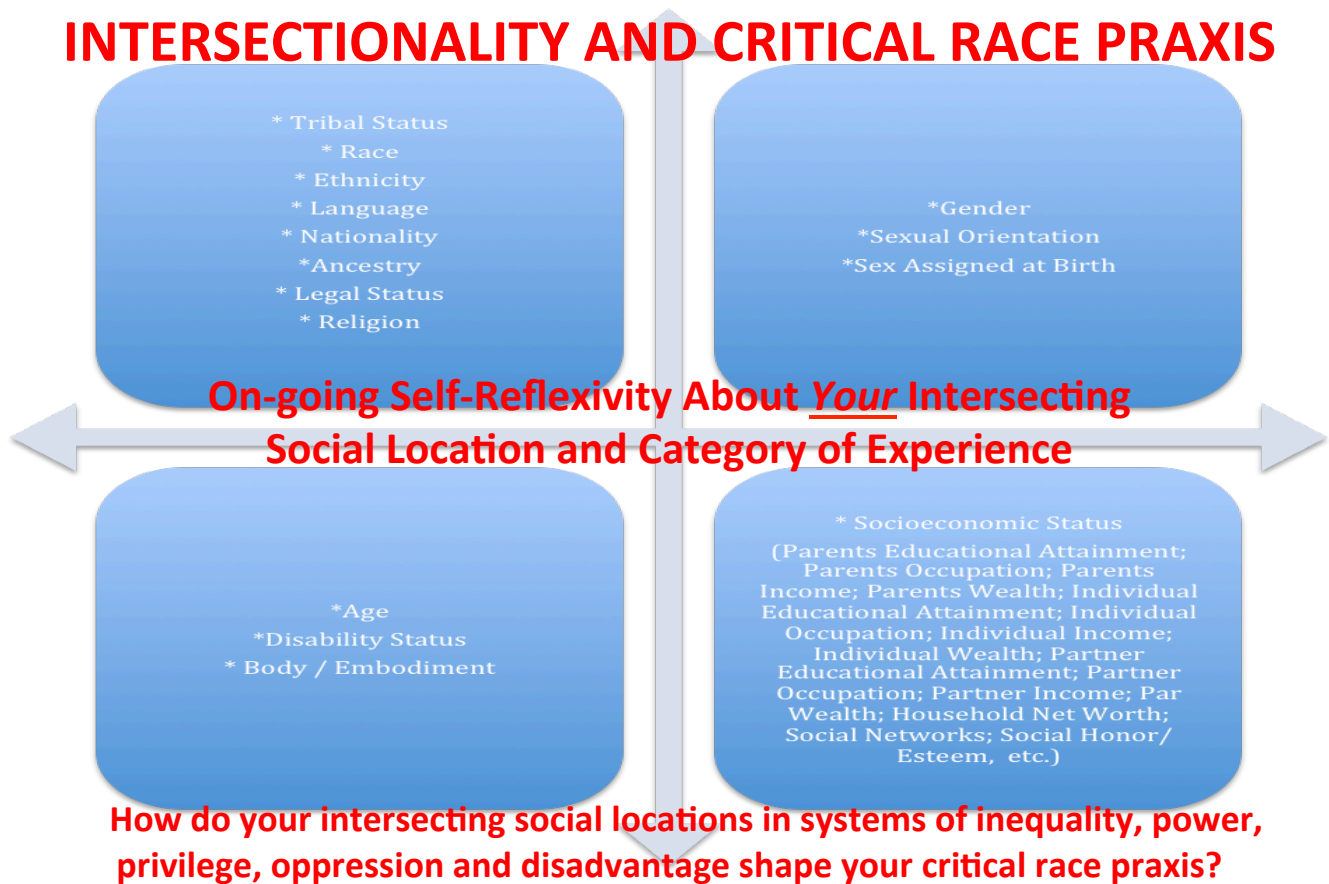 INTERSECTIONALITY AND CRITICAL RACE PRAXIS
* Tribal Status
* Race
* Ethnicity
* Language
* Nationality
*Ancestry
* Legal Status
* Religion
*Gender
*Sexual Orientation
*Sex Assigned at Birth
On-going Self-Reflexivity About Your Intersecting
Social Location and Category of Experience
*Age
*Disability Status
* Body / Embodiment
* Socioeconomic Status
(Parents Educational Attainment;
Parents Occupation; Parents
Income; Parents Wealth; Individual
Educational Attainment; Individual
Occupation; Individual Income;
Individual Wealth; Partner
Educational Attainment; Partner
Occupation; Partner Income; Par
Wealth; Household Net Worth;
Social Networks; Social Honor/
Esteem, etc.)
How do your intersecting social locations in systems of inequality, power,
privilege, oppression and disadvantage shape your critical race praxis?